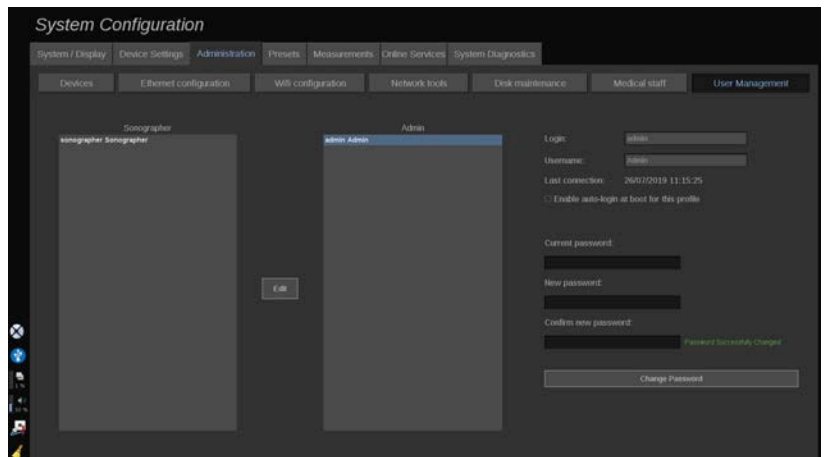 System Configuration
System / Display Device Settings Administration Presets Measurements Online Services System Diagnostics
Devices Ethernet configuration Wifi configuration Network tools Disk maintenance Medical staff User Management
Sonographer Admin
sonographer Sonographer
admin Admin
Login: admin
Username: Admin
Last connection: 26/07/2019 11:15:25
Enable auto-login at boot for this profile
Current password:
Edit
New password:
Confirm new password:
Password Successfully Changed
Change Password
1 %